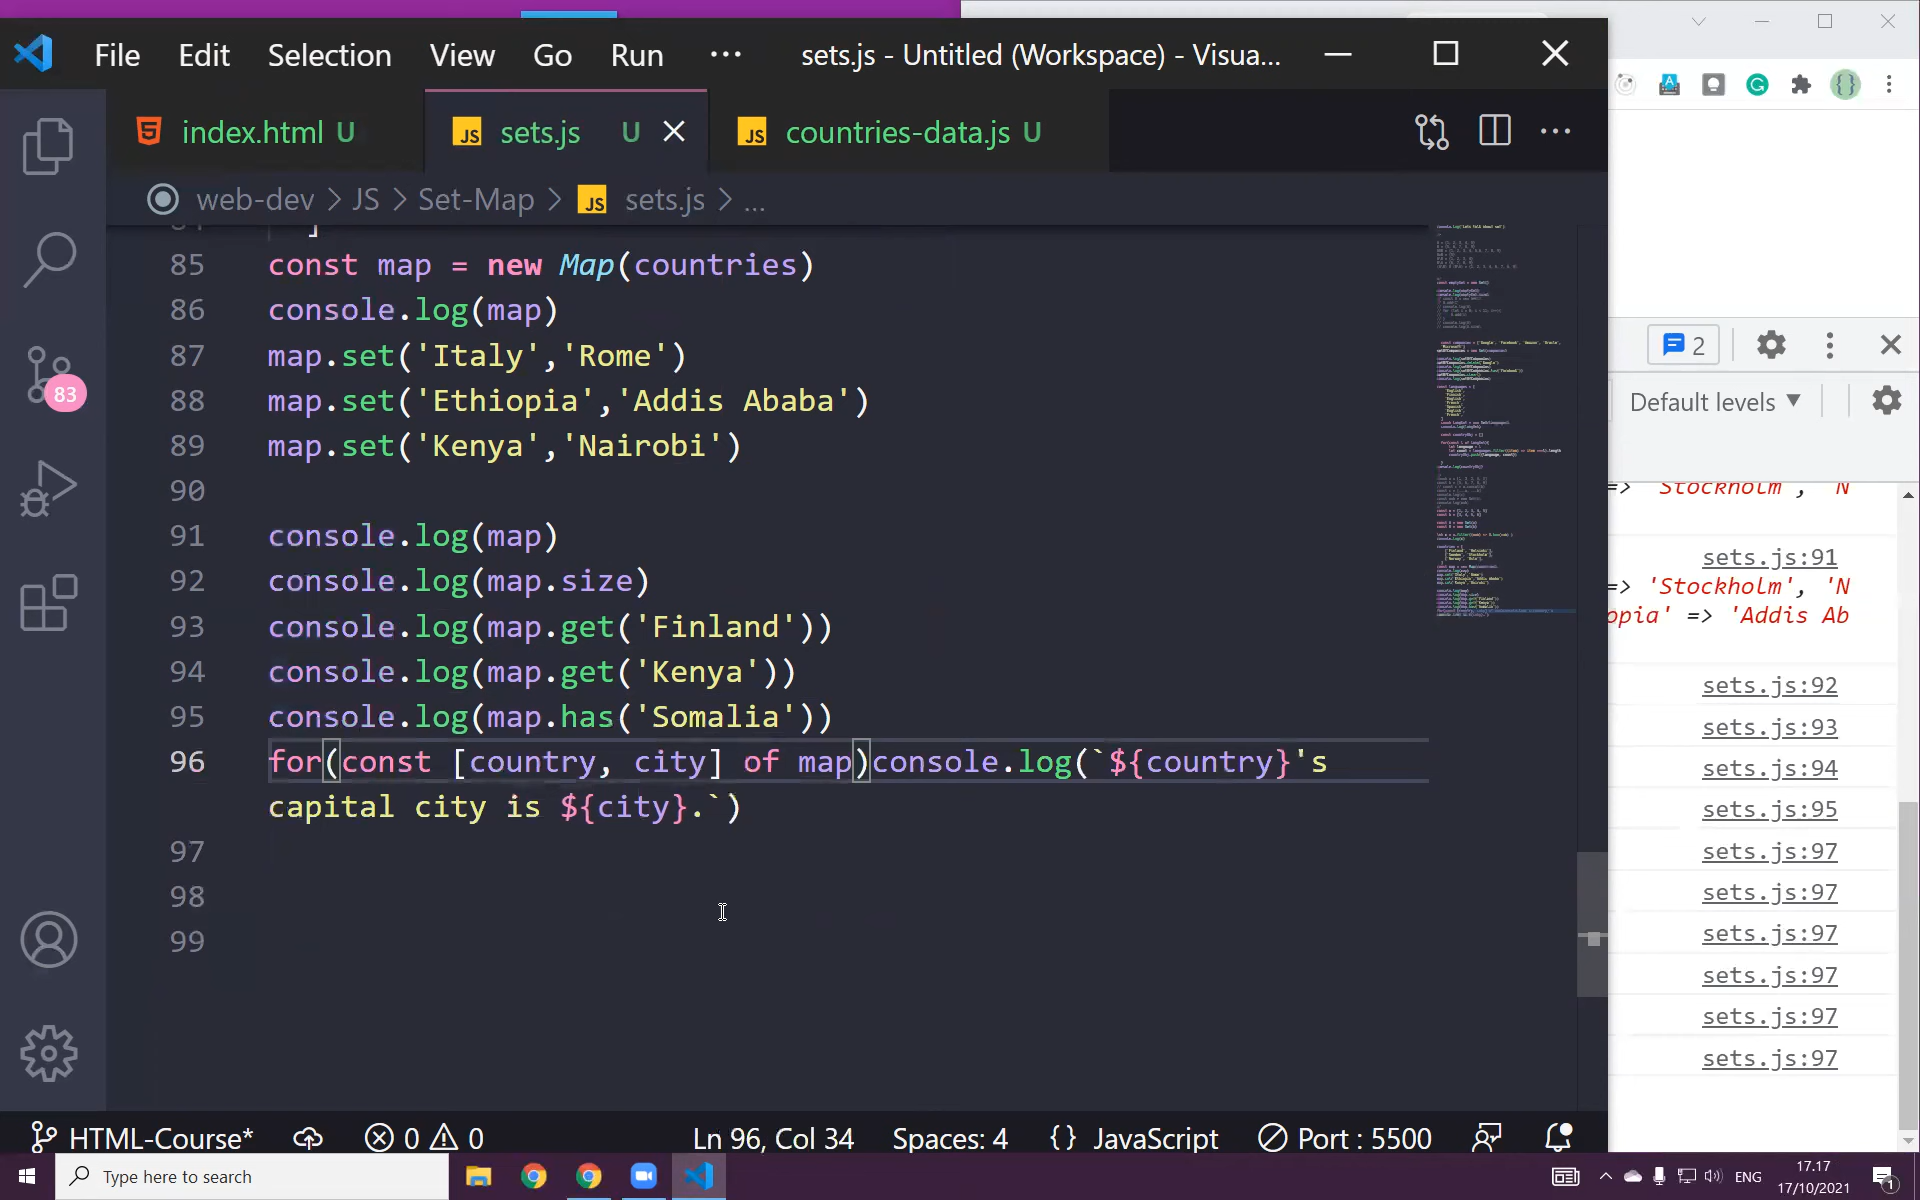 File Edit Selection View Go Run ··· sets.js - Untitled (Workspace) - Visua...
index.html U
JS sets.js U
JS countries-data.js U
web-dev > JS > Set-Map > JS sets.js > ...
]
85 const map = new Map(countries)
86 console.log(map)
87 map.set('Italy','Rome')
88 map.set('Ethiopia','Addis Ababa')
89 map.set('Kenya','Nairobi')
90
91 console.log(map)
92 console.log(map.size)
93 console.log(map.get('Finland'))
94 console.log(map.get('Kenya'))
95 console.log(map.has('Somalia'))
96 for(const [country, city] of map)console.log(`${country}'s
capital city is ${city}.`)
97
98
99
83
2
Default levels
=> 'Stockholm', 'N
sets.js:91
=> 'Stockholm', 'N
opia' => 'Addis Ab
sets.js:92
sets.js:93
sets.js:94
sets.js:95
sets.js:97
sets.js:97
sets.js:97
sets.js:97
sets.js:97
sets.js:97
HTML-Course* 0 0 Ln 96, Col 34 Spaces: 4 {} JavaScript Port : 5500
Type here to search
ENG
17.17
17/10/2021
1